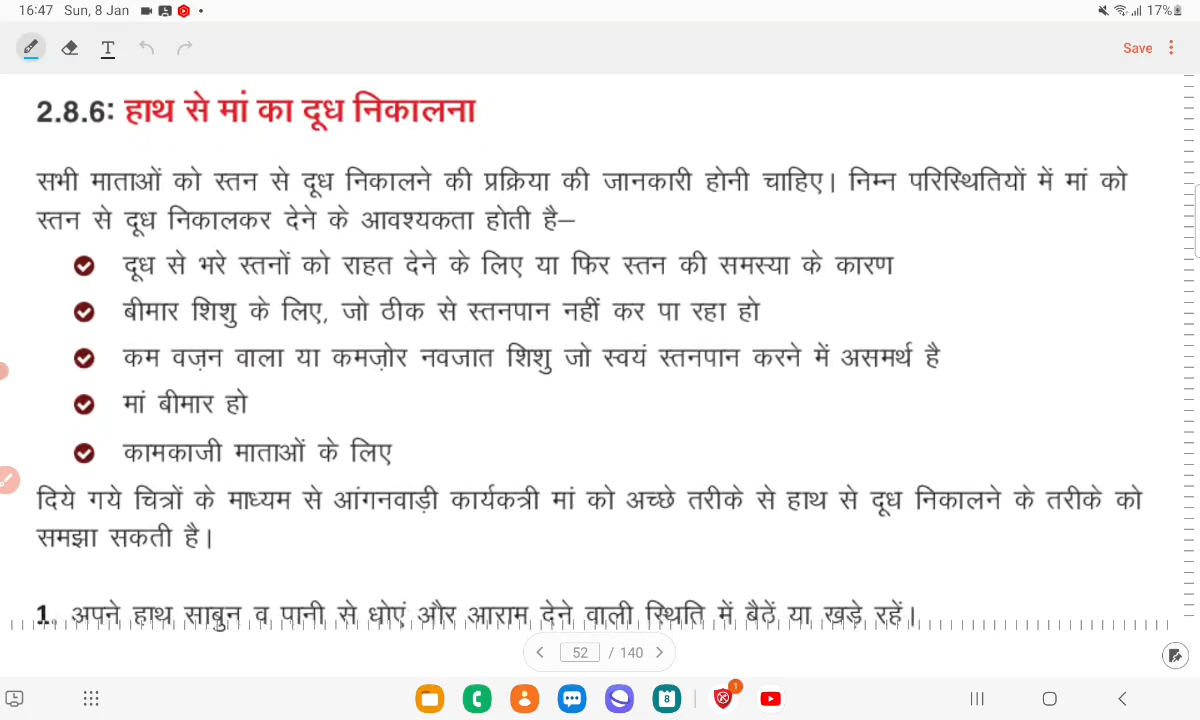 16:47 Sun, 8 Jan 17%
T Save
2.8.6: हाथ से मां का दूध निकालना
सभी माताओं को स्तन से दूध निकालने की प्रक्रिया की जानकारी होनी चाहिए। निम्न परिस्थितियों में मां को
स्तन से दूध निकालकर देने के आवश्यकता होती है–
दूध से भरे स्तनों को राहत देने के लिए या फिर स्तन की समस्या के कारण
बीमार शिशु के लिए, जो ठीक से स्तनपान नहीं कर पा रहा हो
कम वज़न वाला या कमज़ोर नवजात शिशु जो स्वयं स्तनपान करने में असमर्थ है
मां बीमार हो
कामकाजी माताओं के लिए
दिये गये चित्रों के माध्यम से आंगनवाड़ी कार्यकत्री मां को अच्छे तरीके से हाथ से दूध निकालने के तरीके को
समझा सकती है।
1. अपने हाथ साबुन व पानी से धोएं और आराम देने वाली स्थिति में बैठें या खड़े रहें।
52 / 140
8 1